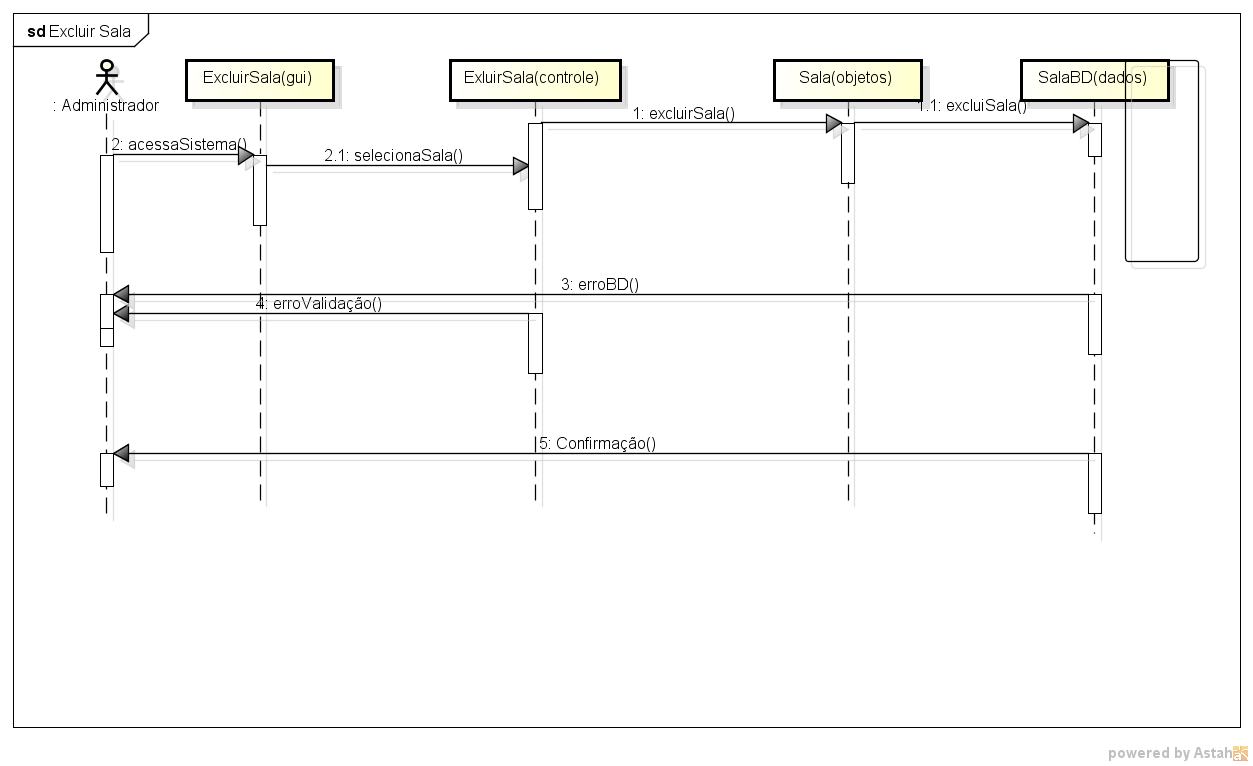 sd Excluir Sala
: Administrador
ExcluirSala(gui)
ExluirSala(controle)
Sala(objetos)
SalaBD(dados)
1: excluirSala()
1.1: excluiSala()
2: acessaSistema()
2.1: selecionaSala()
3: erroBD()
4: erroValidação()
5: Confirmação()
powered by Astah